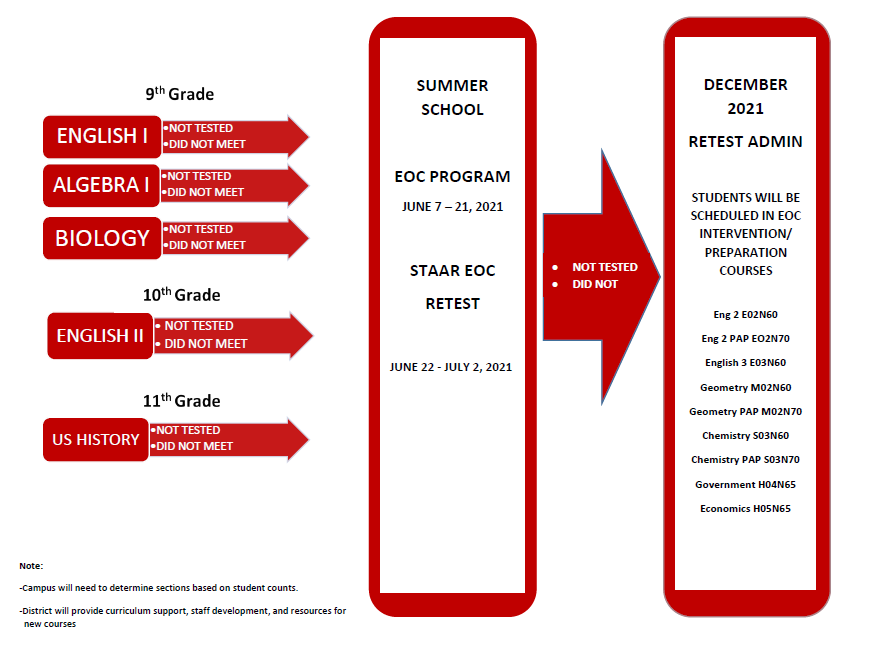 9th Grade
ENGLISH I
•NOT TESTED
•DID NOT MEET
ALGEBRA I
•NOT TESTED
•DID NOT MEET
BIOLOGY
•NOT TESTED
•DID NOT MEET
10th Grade
ENGLISH II
• NOT TESTED
• DID NOT MEET
11th Grade
US HISTORY
•NOT TESTED
•DID NOT MEET
SUMMER
SCHOOL
EOC PROGRAM
JUNE 7 – 21, 2021
STAAR EOC
RETEST
JUNE 22 - JULY 2, 2021
• NOT TESTED
• DID NOT
DECEMBER
2021
RETEST ADMIN
STUDENTS WILL BE
SCHEDULED IN EOC
INTERVENTION/
PREPARATION
COURSES
Eng 2 E02N60
Eng 2 PAP EO2N70
English 3 E03N60
Geometry M02N60
Geometry PAP M02N70
Chemistry S03N60
Chemistry PAP S03N70
Government H04N65
Economics H05N65
Note:
-Campus will need to determine sections based on student counts.
-District will provide curriculum support, staff development, and resources for
new courses